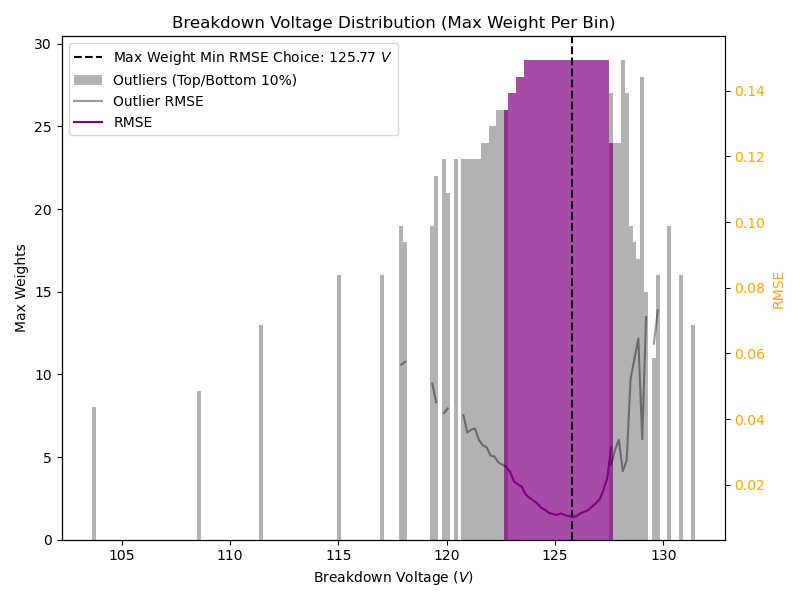 Breakdown Voltage Distribution (Max Weight Per Bin)
Max Weight Min RMSE Choice: 125.77 V
Outliers (Top/Bottom 10%)
Outlier RMSE
RMSE
30
25
20
15
10
5
0
Max Weights
0.14
0.12
0.10
0.08
0.06
0.04
0.02
RMSE
105 110 115 120 125 130
Breakdown Voltage (V)